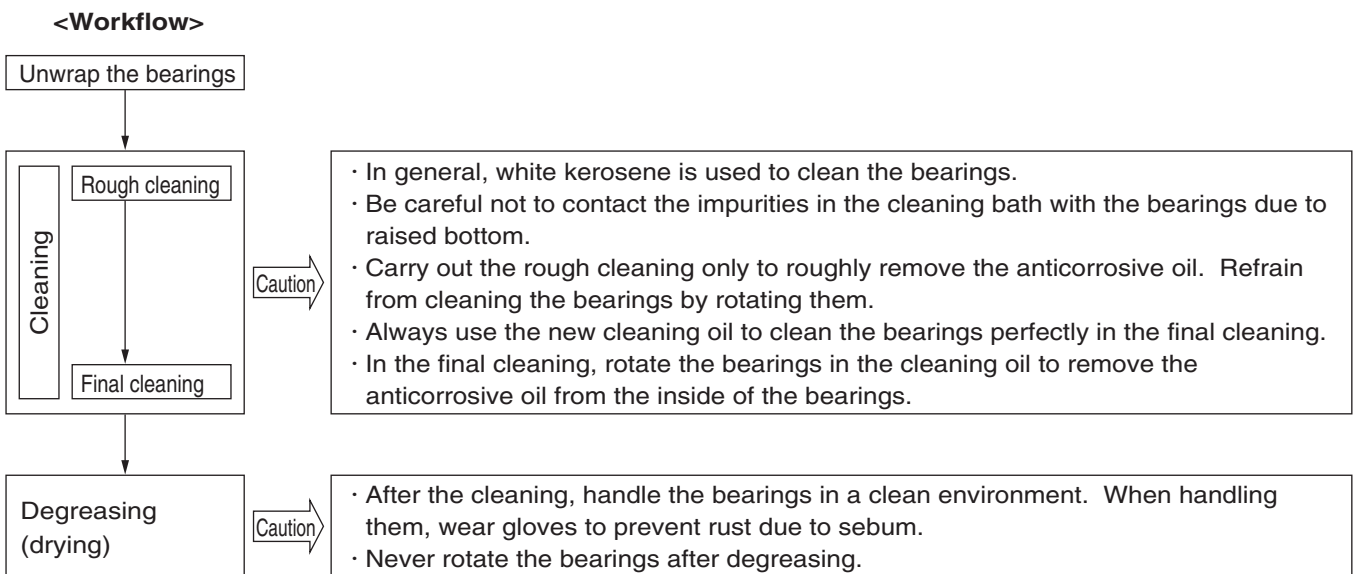 <Workflow>
Unwrap the bearings
Cleaning
Rough cleaning
Final cleaning
Caution
· In general, white kerosene is used to clean the bearings.
· Be careful not to contact the impurities in the cleaning bath with the bearings due to
raised bottom.
· Carry out the rough cleaning only to roughly remove the anticorrosive oil. Refrain
from cleaning the bearings by rotating them.
· Always use the new cleaning oil to clean the bearings perfectly in the final cleaning.
· In the final cleaning, rotate the bearings in the cleaning oil to remove the
anticorrosive oil from the inside of the bearings.
Degreasing
(drying)
Caution
· After the cleaning, handle the bearings in a clean environment. When handling
them, wear gloves to prevent rust due to sebum.
· Never rotate the bearings after degreasing.